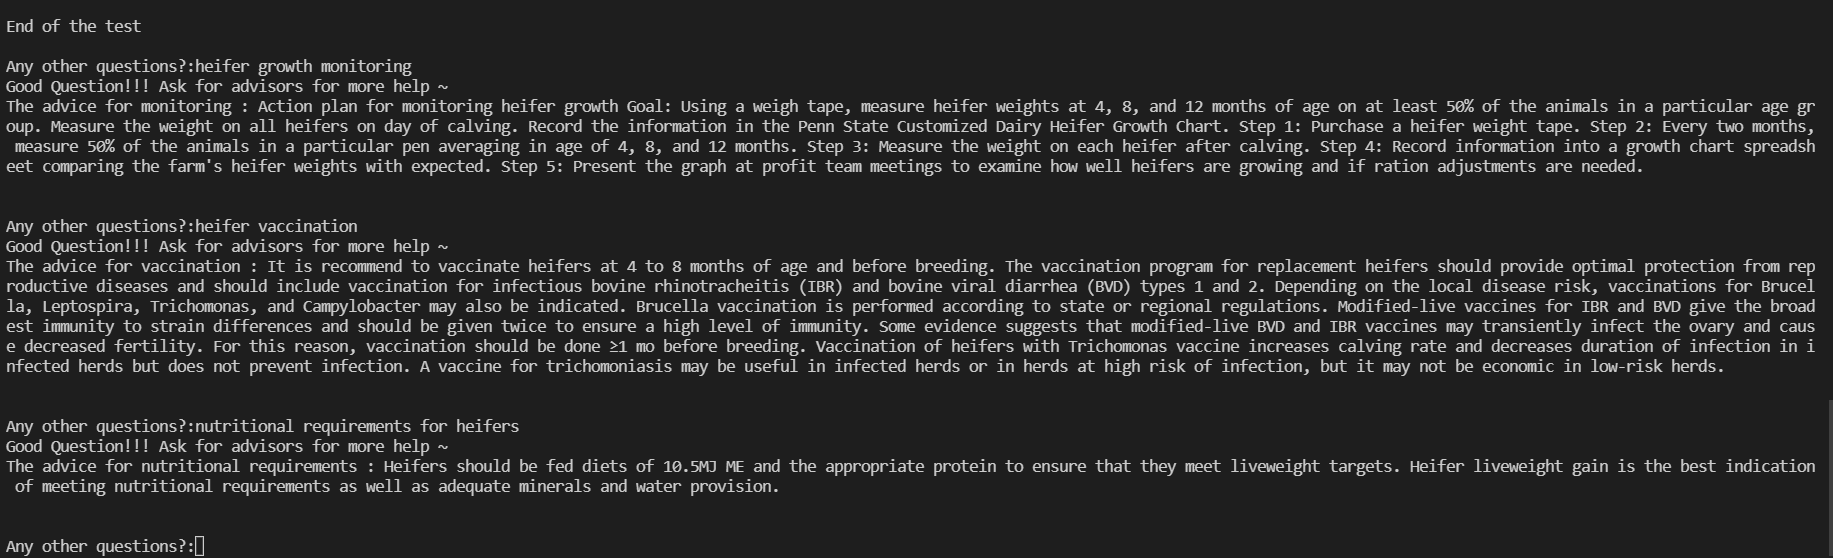 End of the test
Any other questions?:heifer growth monitoring
Good Question!!! Ask for advisors for more help ~
The advice for monitoring : Action plan for monitoring heifer growth Goal: Using a weigh tape, measure heifer weights at 4, 8, and 12 months of age on at least 50% of the animals in a particular age gr
oup. Measure the weight on all heifers on day of calving. Record the information in the Penn State Customized Dairy Heifer Growth Chart. Step 1: Purchase a heifer weight tape. Step 2: Every two months,
 measure 50% of the animals in a particular pen averaging in age of 4, 8, and 12 months. Step 3: Measure the weight on each heifer after calving. Step 4: Record information into a growth chart spreadsh
eet comparing the farm's heifer weights with expected. Step 5: Present the graph at profit team meetings to examine how well heifers are growing and if ration adjustments are needed.
Any other questions?:heifer vaccination
Good Question!!! Ask for advisors for more help ~
The advice for vaccination : It is recommend to vaccinate heifers at 4 to 8 months of age and before breeding. The vaccination program for replacement heifers should provide optimal protection from rep
roductive diseases and should include vaccination for infectious bovine rhinotracheitis (IBR) and bovine viral diarrhea (BVD) types 1 and 2. Depending on the local disease risk, vaccinations for Brucel
la, Leptospira, Trichomonas, and Campylobacter may also be indicated. Brucella vaccination is performed according to state or regional regulations. Modified-live vaccines for IBR and BVD give the broad
est immunity to strain differences and should be given twice to ensure a high level of immunity. Some evidence suggests that modified-live BVD and IBR vaccines may transiently infect the ovary and caus
e decreased fertility. For this reason, vaccination should be done ≥1 mo before breeding. Vaccination of heifers with Trichomonas vaccine increases calving rate and decreases duration of infection in i
nfected herds but does not prevent infection. A vaccine for trichomoniasis may be useful in infected herds or in herds at high risk of infection, but it may not be economic in low-risk herds.
Any other questions?:nutritional requirements for heifers
Good Question!!! Ask for advisors for more help ~
The advice for nutritional requirements : Heifers should be fed diets of 10.5MJ ME and the appropriate protein to ensure that they meet liveweight targets. Heifer liveweight gain is the best indication
 of meeting nutritional requirements as well as adequate minerals and water provision.
Any other questions?: